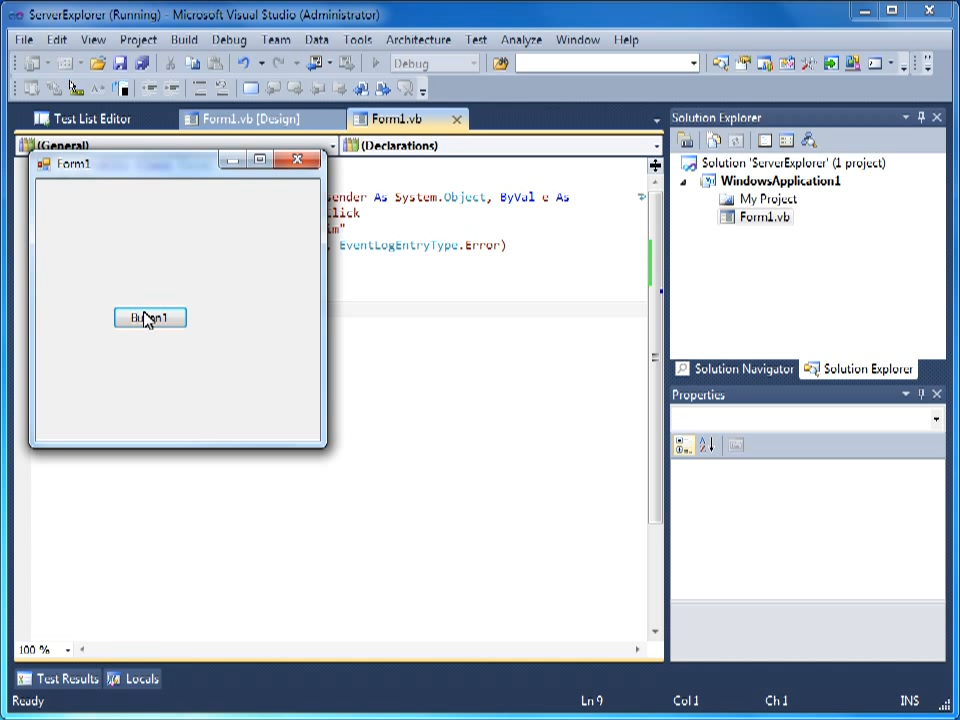 ServerExplorer (Running) - Microsoft Visual Studio (Administrator)
File Edit View Project Build Debug Team Data Tools Architecture Test Analyze Window Help
Debug
Test List Editor Form1.vb [Design] Form1.vb
(General) (Declarations)
Form1
sender As System.Object, ByVal e As
lick
m"
, EventLogEntryType.Error)
Button1
100 %
Solution Explorer
Solution 'ServerExplorer' (1 project)
WindowsApplication1
My Project
Form1.vb
Solution Navigator Solution Explorer
Properties
Test Results Locals
Ready Ln 9 Col 1 Ch 1 INS